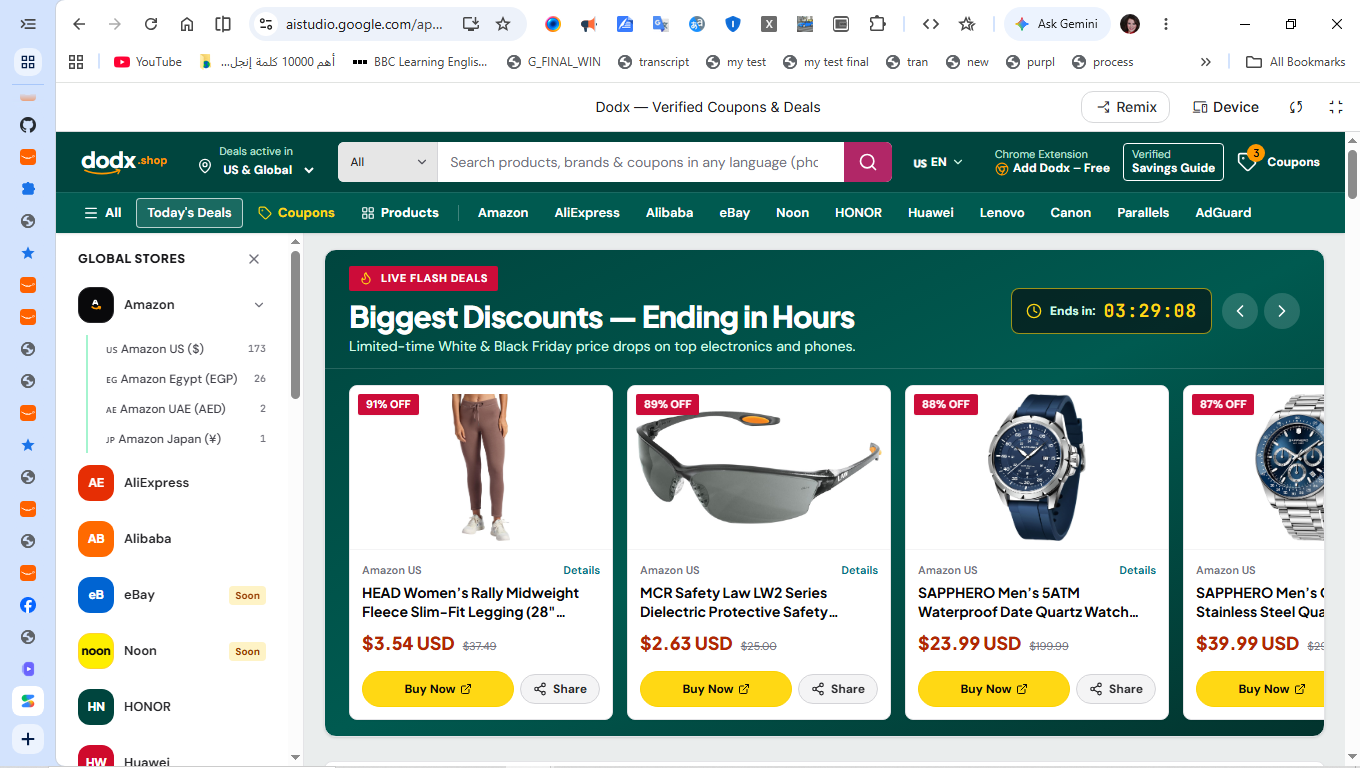 aistudio.google.com/ap...
Ask Gemini
YouTube
أهم 10000 كلمة إنجل...
BBC Learning Englis...
G_FINAL_WIN
transcript
my test
my test final
tran
new
purpl
process
All Bookmarks
Dodx — Verified Coupons & Deals
Remix
Device
dodx.shop
Deals active in
US & Global
All
Search products, brands & coupons in any language (phc
US EN
Chrome Extension
Add Dodx – Free
Verified
Savings Guide
3
Coupons
All
Today's Deals
Coupons
Products
Amazon
AliExpress
Alibaba
eBay
Noon
HONOR
Huawei
Lenovo
Canon
Parallels
AdGuard
GLOBAL STORES
A
Amazon
US Amazon US ($) 173
EG Amazon Egypt (EGP) 26
AE Amazon UAE (AED) 2
JP Amazon Japan (¥) 1
AE AliExpress
AB Alibaba
eB eBay Soon
noon Noon Soon
HN HONOR
HW Huawei
LIVE FLASH DEALS
Biggest Discounts — Ending in Hours
Limited-time White & Black Friday price drops on top electronics and phones.
Ends in: 03:29:08
91% OFF
Amazon US Details
HEAD Women's Rally Midweight
Fleece Slim-Fit Legging (28"...
$3.54 USD $37.49
Buy Now
Share
89% OFF
Amazon US Details
MCR Safety Law LW2 Series
Dielectric Protective Safety...
$2.63 USD $25.00
Buy Now
Share
88% OFF
Amazon US Details
SAPPHERO Men's 5ATM
Waterproof Date Quartz Watch...
$23.99 USD $199.99
Buy Now
Share
87% OFF
Amazon US
SAPPHERO Men's
Stainless Steel Qua
$39.99 USD $29
Buy Now